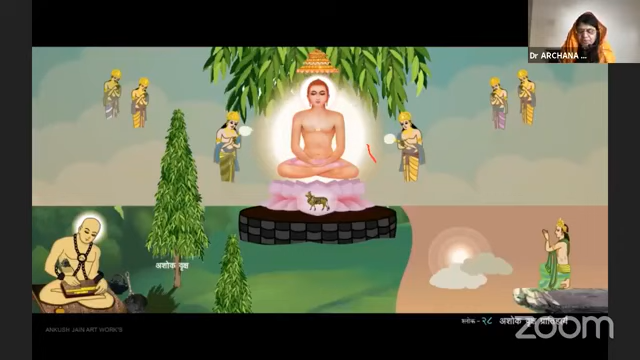 Dr ARCHANA ...
अशोक वृक्ष
श्लोक - २८ अशोक वृक्ष प्रातिहार्य
zoom
ANKUSH JAIN ART WORK'S